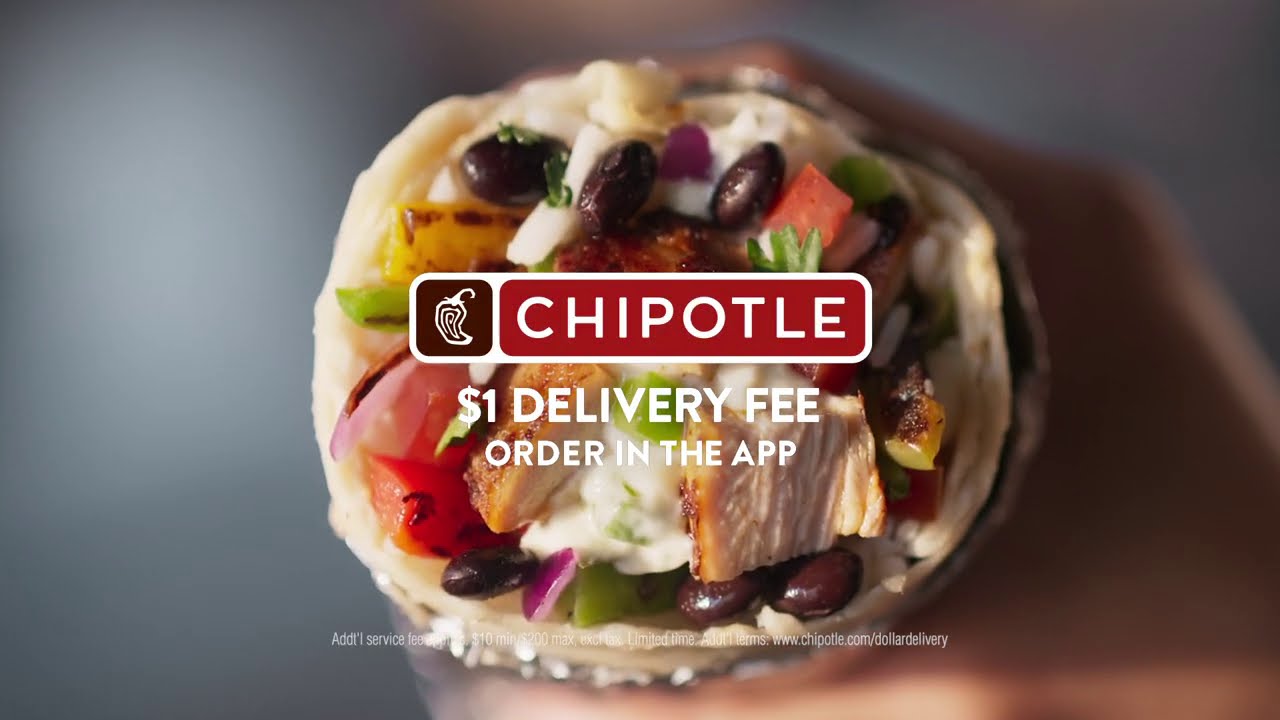 CHIPOTLE
$1 DELIVERY FEE
ORDER IN THE APP
Addt'l service fee applies. $10 min/$200 max, excl tax. Limited time. Addt'l terms: www.chipotle.com/dollardelivery